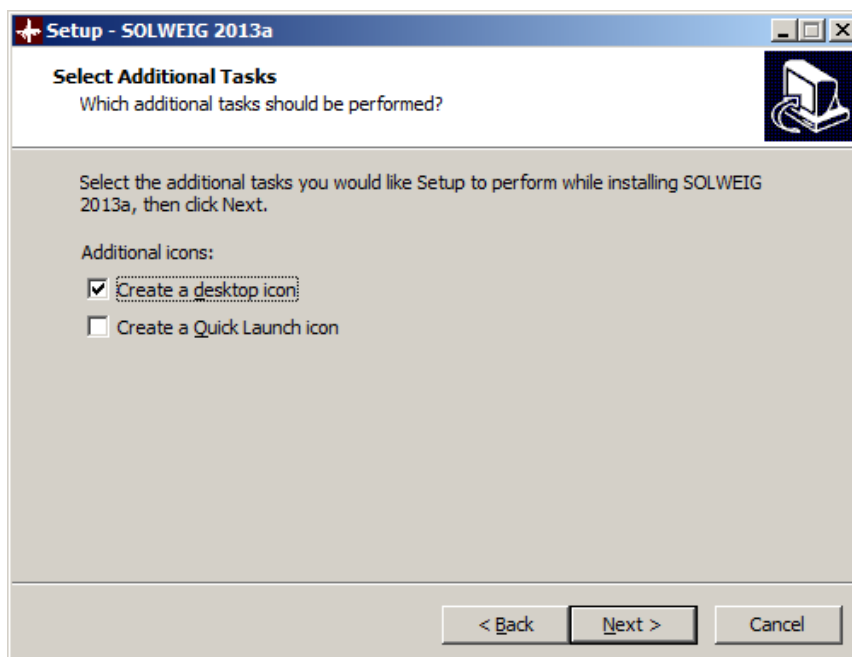 Setup - SOLWEIG 2013a
Select Additional Tasks
Which additional tasks should be performed?
Select the additional tasks you would like Setup to perform while installing SOLWEIG
2013a, then click Next.
Additional icons:
Create a desktop icon
Create a Quick Launch icon
< Back
Next >
Cancel